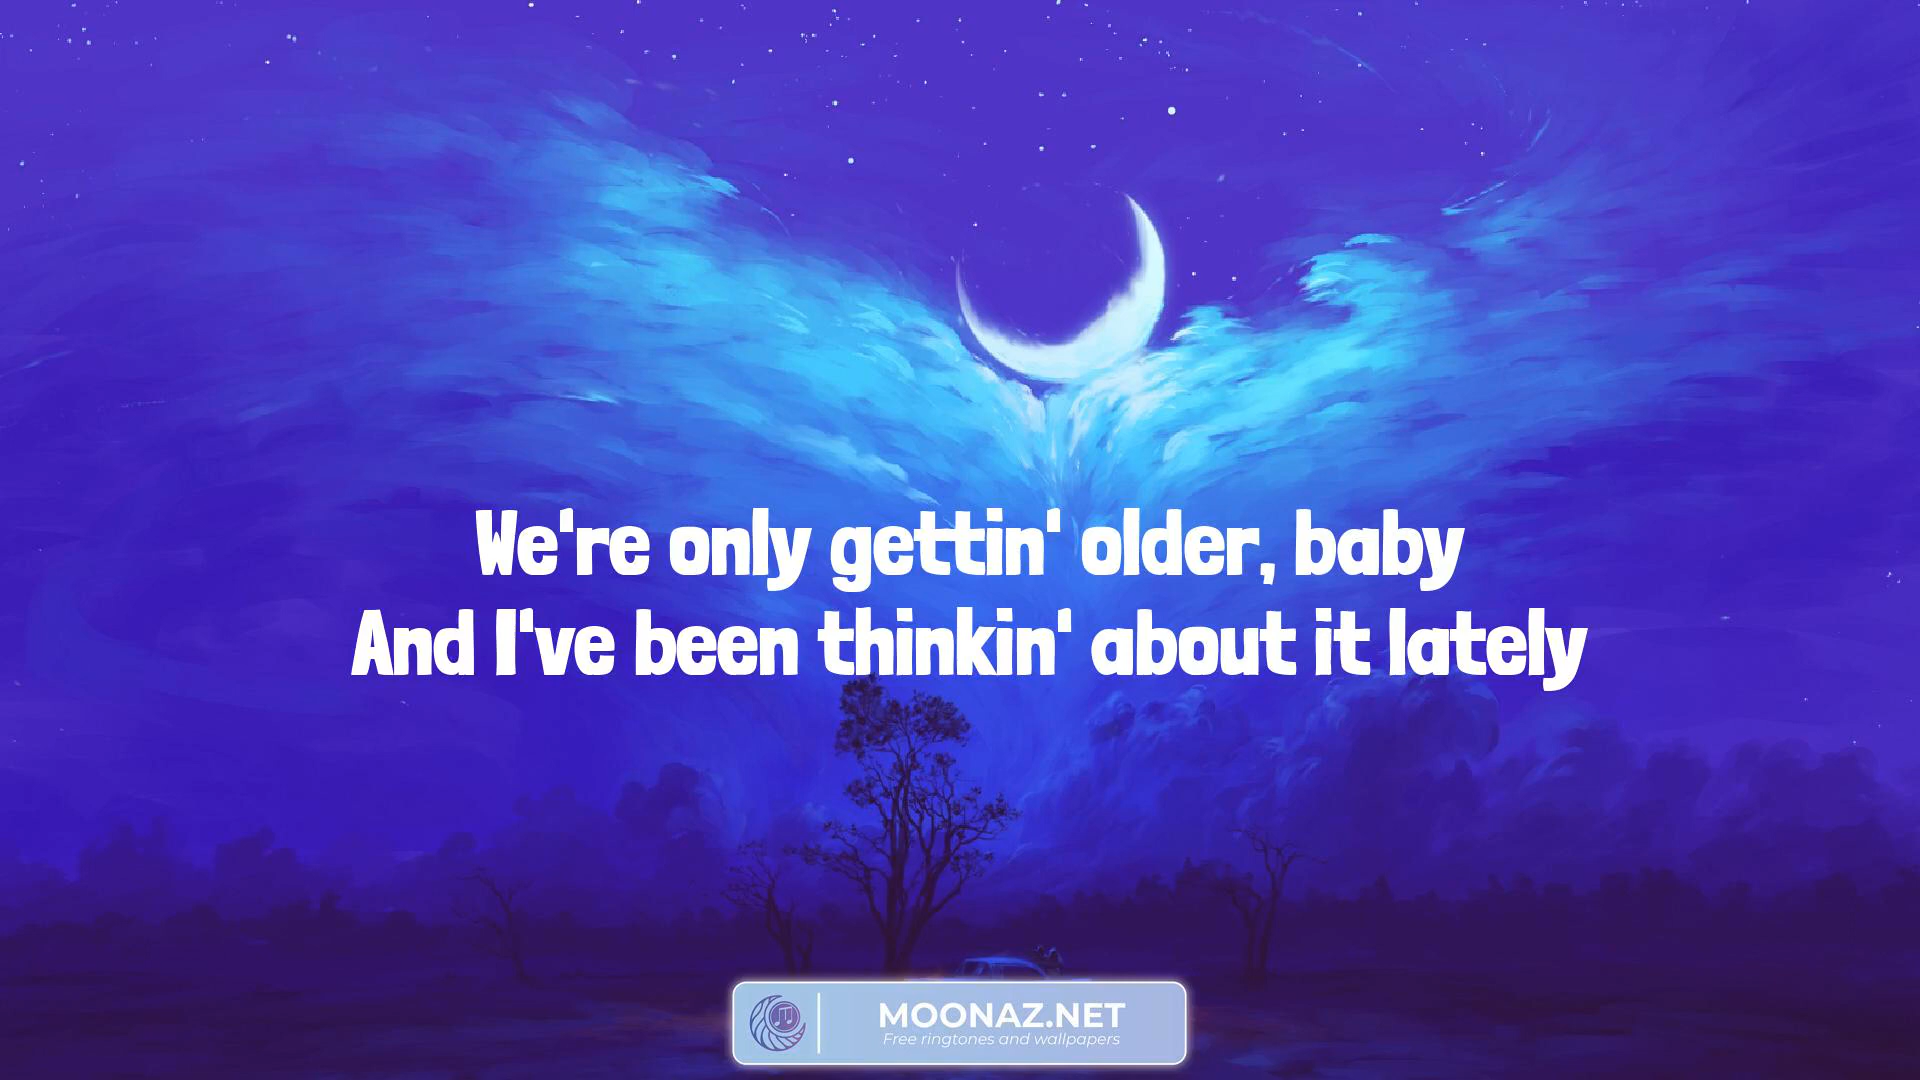 We're only gettin' older, baby
And I've been thinkin' about it lately
MOONAZ.NET
Free ringtones and wallpapers